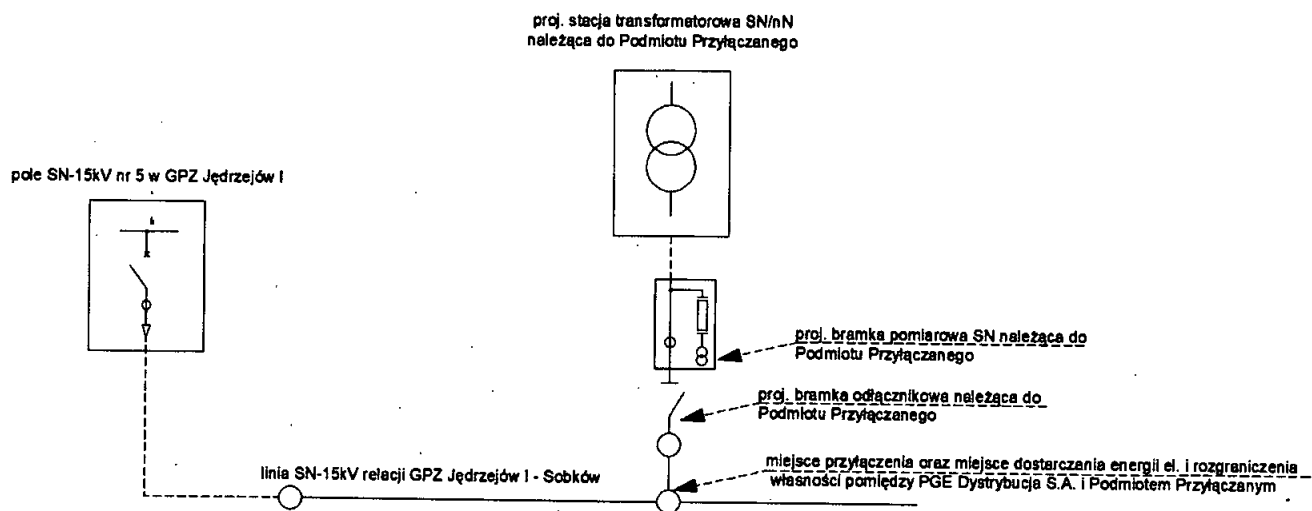 proj. stacja transformatorowa SN/nN
należąca do Podmiotu Przyłączanego
pole SN-15kV nr 5 w GPZ Jędrzejów I
proj. bramka pomiarowa SN należąca do
Podmiotu Przyłączanego
proj. bramka odłącznikowa należąca do
Podmiotu Przyłączanego
linia SN-15kV relacji GPZ Jędrzejów I - Sobków
miejsce przyłączenia oraz miejsce dostarczania energii el. i rozgraniczenia
własności pomiędzy PGE Dystrybucja S.A. i Podmiotem Przyłączanym